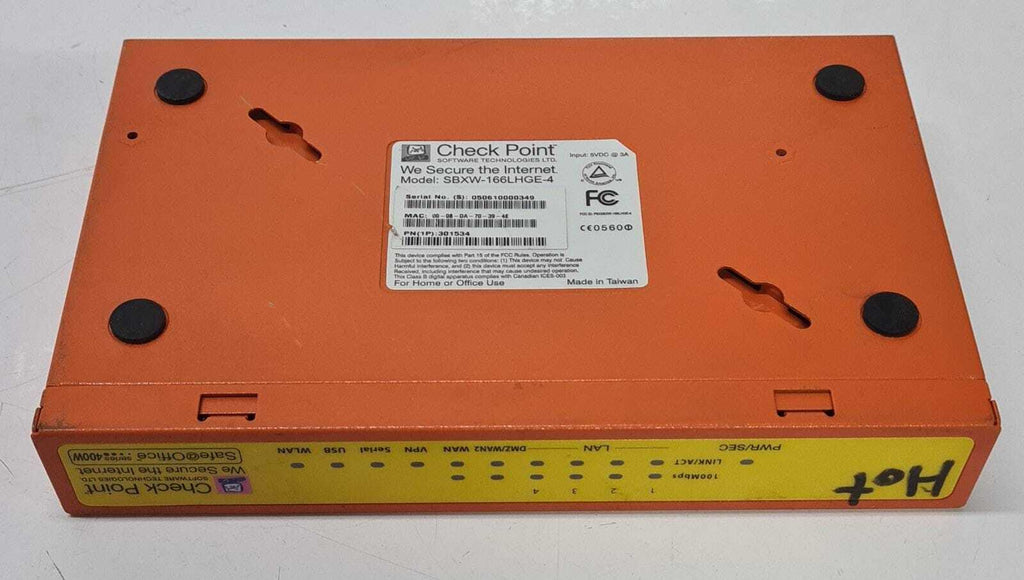 Check Point™
SOFTWARE TECHNOLOGIES LTD.
We Secure the Internet.
Model: SBXW-166LHGE-4
Input: 5VDC @ 3A
Serial No. (S): 050610000349
MAC: 00-08-DA-70-39-4E
PN(1P):301534
FC
CE0560
This device complies with Part 15 of the FCC Rules. Operation is
Subject to the following two conditions: (1) This device may not Cause
Harmful interference, and (2) this device must accept any interference
Received, Including interference that may cause undesired operation.
This Class B digital apparatus complies with Canadian ICES-003
For Home or Office Use
Made in Taiwan
Check Point
SOFTWARE TECHNOLOGIES LTD.
We Secure the Internet
Safe@Office series 400W
PWR/SEC
LAN
DMZ/WAN2
WAN
VPN
Serial
USB
WLAN
LINK/ACT
100Mbps
1 2 3 4
Hot